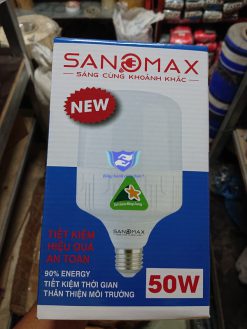 SANOMAX
SÁNG CÙNG KHOẢNH KHẮC
NEW
TIẾT KIỆM
HIỆU QUẢ
AN TOÀN
SANOMAX
90% ENERGY
TIẾT KIỆM THỜI GIAN
THÂN THIỆN MÔI TRƯỜNG
50W